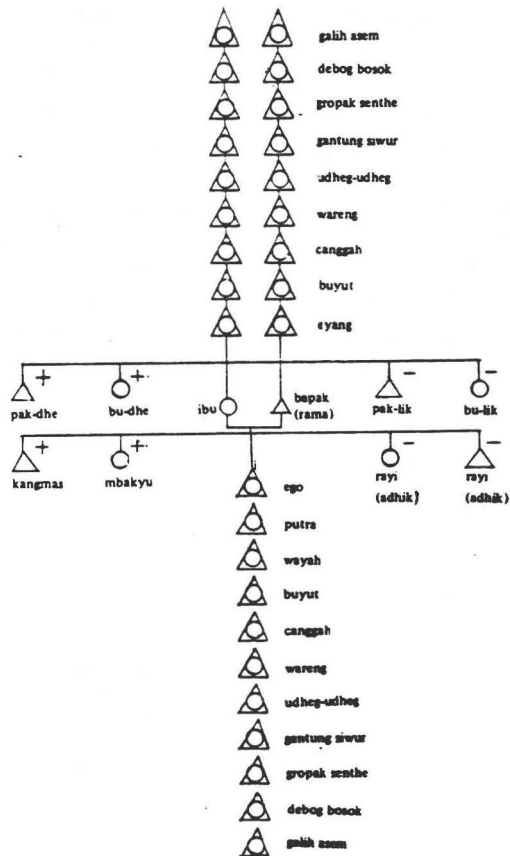 galih asem
debog bosok
gropak senthe
gantung siwur
udheg-udheg
wareng
canggah
buyut
eyang
+ + - -
pak-dhe bu-dhe ibu bapak (rama) pak-lik bu-lik
+ + - -
kangmas mbakyu rayi (adhik) rayi (adhik)
ego
putra
wayah
buyut
canggah
wareng
udheg-udheg
gantung siwur
gropak senthe
debog bosok
galih asem